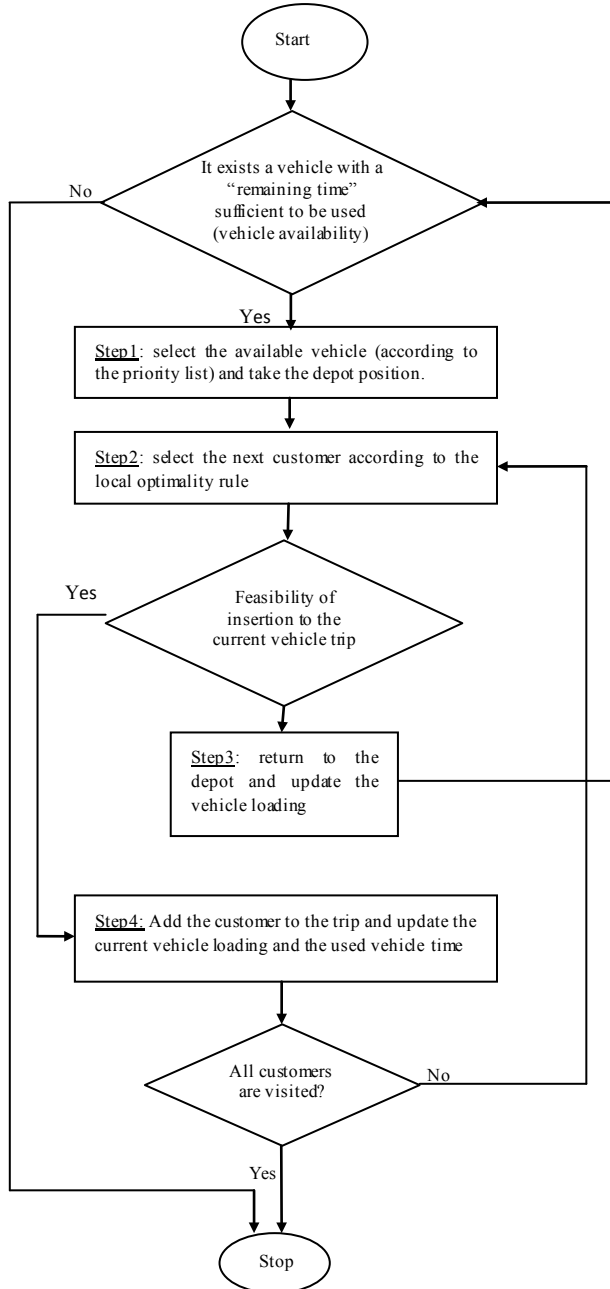 Start
It exists a vehicle with a
“remaining time”
sufficient to be used
(vehicle availability)
No
Yes
Step1: select the available vehicle (according to
the priority list) and take the depot position.
Step2: select the next customer according to the
local optimality rule
Yes
Feasibility of
insertion to the
current vehicle trip
Step3: return to the
depot and update the
vehicle loading
Step4: Add the customer to the trip and update the
current vehicle loading and the used vehicle time
All customers
are visited?
No
Yes
Stop